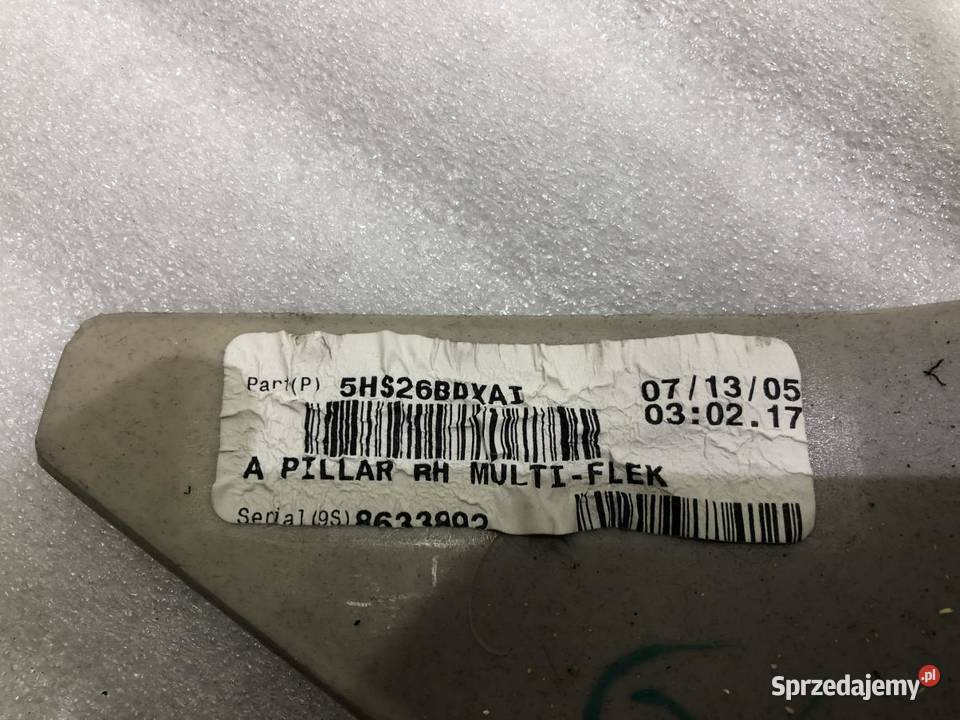 Part(P) 5HS26BDXAI
07/13/05
03:02.17
A PILLAR RH MULTI-FLEK
Serial(9S) 8633892
Sprzedajemy.pl